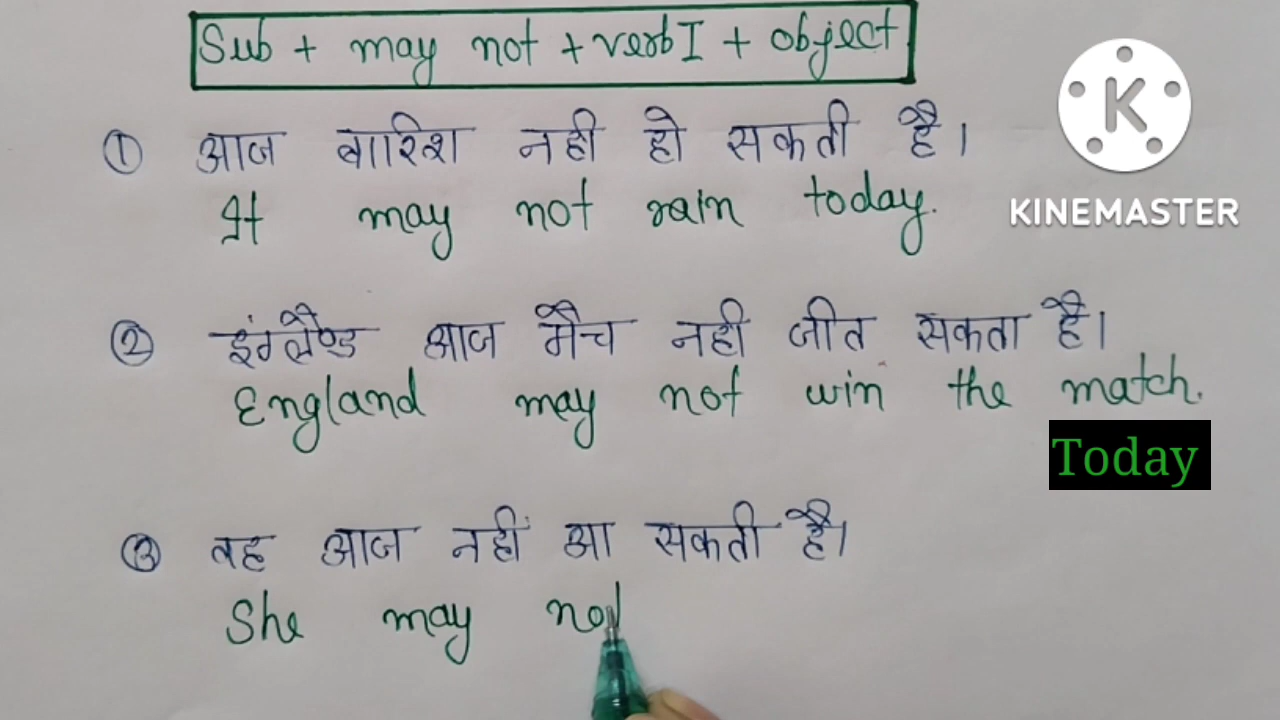 Sub + may not + verb I + object
① आज बारिश नही हो सकती है।
It may not rain today.
② इंग्लैण्ड आज मैच नही जीत सकता है।
England may not win the match.
Today
③ वह आज नहीं आ सकती है।
She may not
K
KINEMASTER